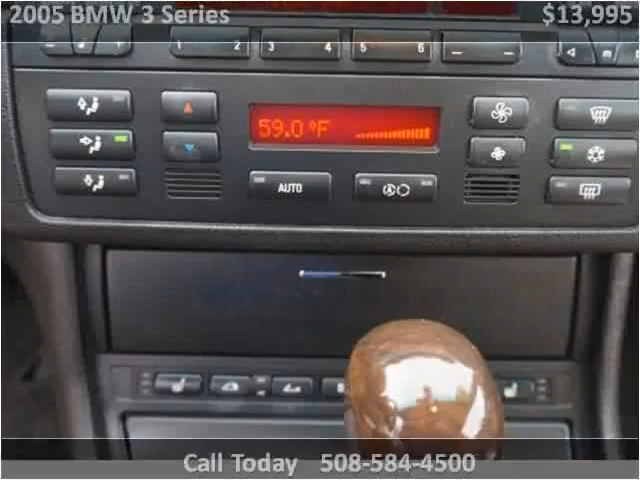 2005 BMW 3 Series $13,995
1 2 3 4 5 6
59.0 °F
AUTO
A
Call Today 508-584-4500